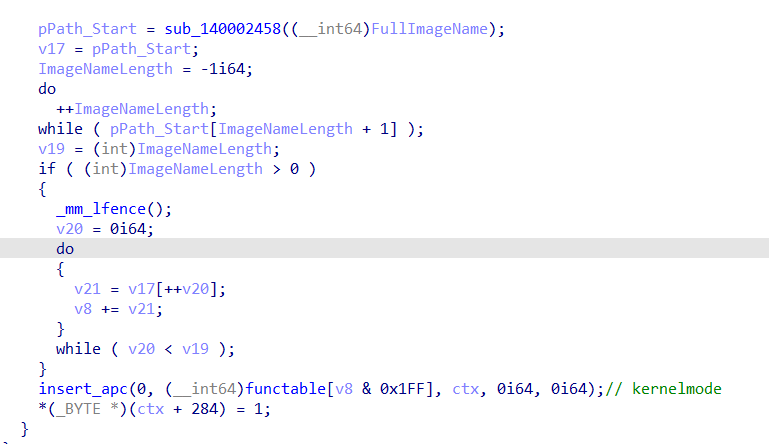 pPath_Start = sub_140002458((__int64)FullImageName);
v17 = pPath_Start;
ImageNameLength = -1i64;
do
++ImageNameLength;
while ( pPath_Start[ImageNameLength + 1] );
v19 = (int)ImageNameLength;
if ( (int)ImageNameLength > 0 )
{
_mm_lfence();
v20 = 0i64;
do
{
v21 = v17[++v20];
v8 += v21;
}
while ( v20 < v19 );
}
insert_apc(0, (__int64)functable[v8 & 0x1FF], ctx, 0i64, 0i64);// kernelmode
*(_BYTE *)(ctx + 284) = 1;
}